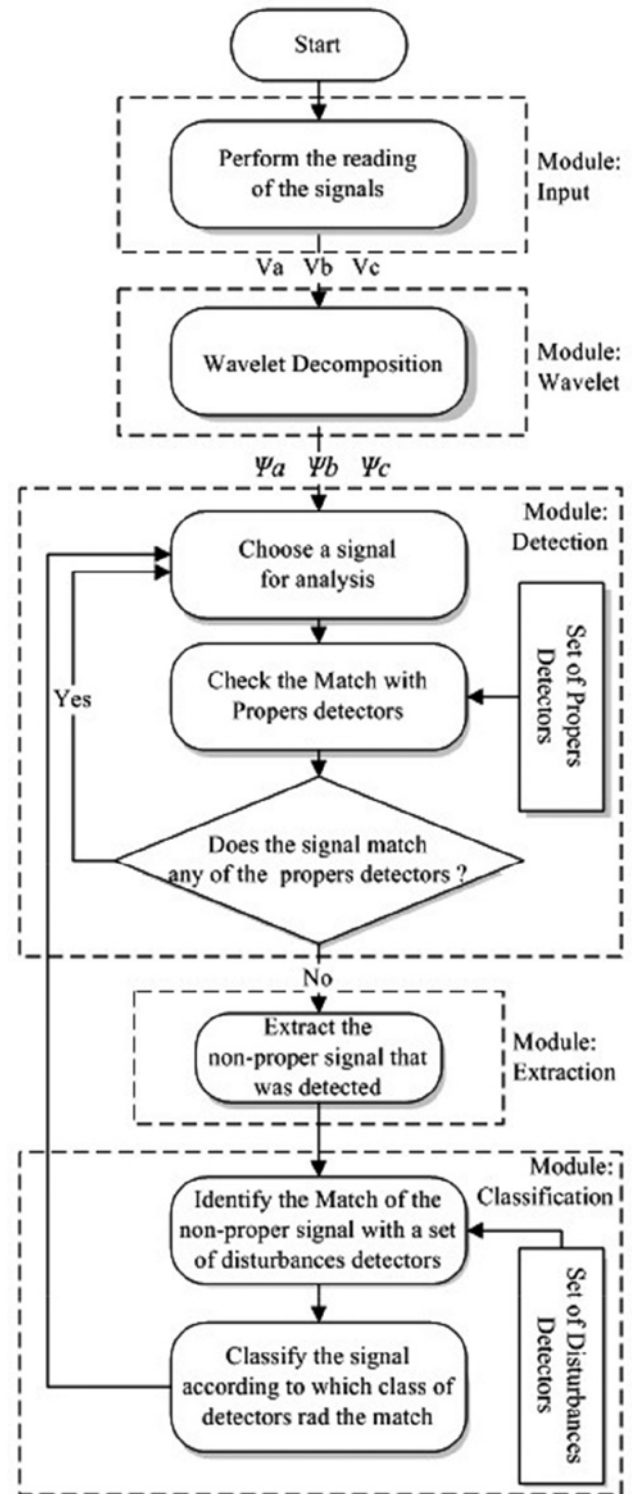 Start
Perform the reading
of the signals
Module:
Input
Va Vb Vc
Wavelet Decomposition
Module:
Wavelet
Ψa Ψb Ψc
Module:
Detection
Choose a signal
for analysis
Set of Propers
Detectors
Check the Match with
Propers detectors
Yes
Does the signal match
any of the propers detectors ?
No
Extract the
non-proper signal that
was detected
Module:
Extraction
Module:
Classification
Identify the Match of the
non-proper signal with a set
of disturbances detectors
Set of Disturbances
Detectors
Classify the signal
according to which class of
detectors rad the match